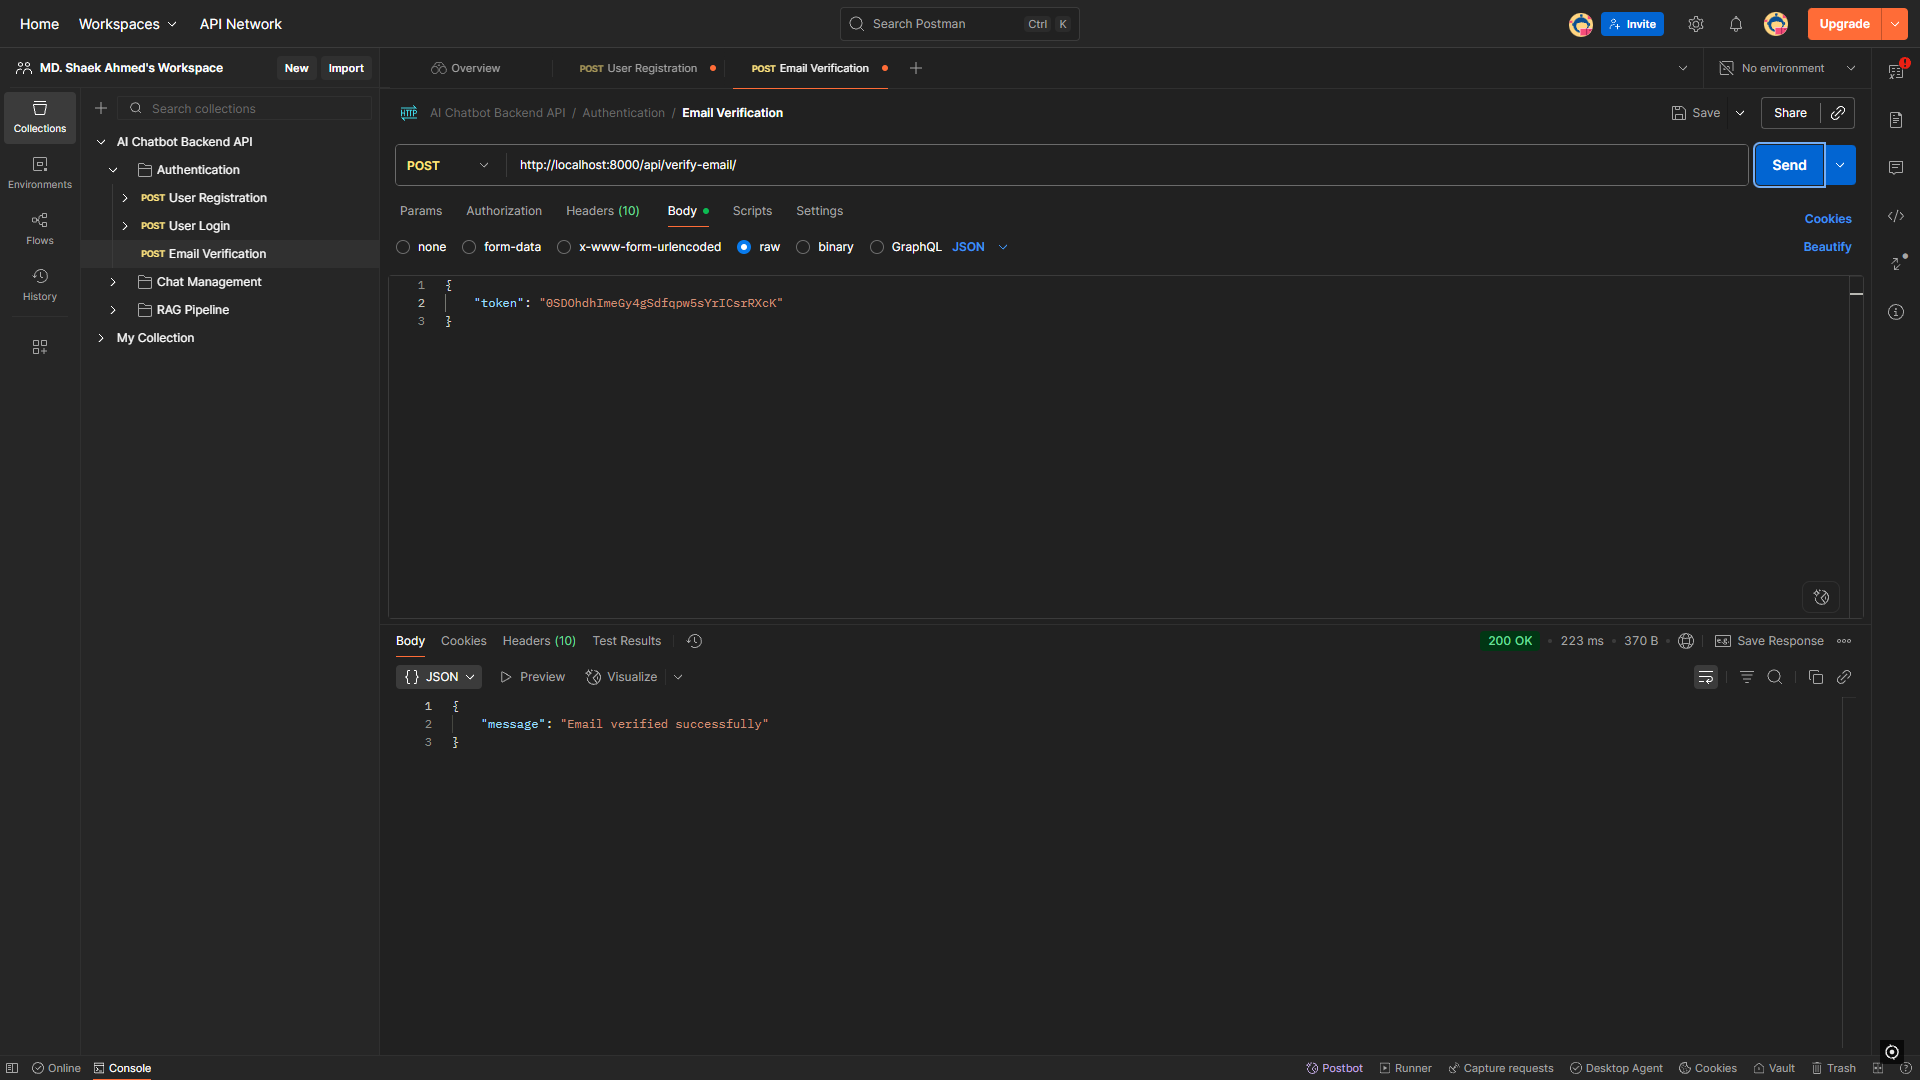 Home Workspaces API Network Search Postman Ctrl K Invite Upgrade
MD. Shaek Ahmed's Workspace New Import
Overview POST User Registration POST Email Verification No environment
Collections
Environments
Flows
History
Search collections
AI Chatbot Backend API
Authentication
POST User Registration
POST User Login
POST Email Verification
Chat Management
RAG Pipeline
My Collection
HTTP AI Chatbot Backend API / Authentication / Email Verification Save Share
POST http://localhost:8000/api/verify-email/ Send
Params Authorization Headers (10) Body Scripts Settings Cookies
none form-data x-www-form-urlencoded raw binary GraphQL JSON Beautify
1 {
2 "token": "0SDOhdhImeGy4gSdfqpw5sYrICsrRXcK"
3 }
Body Cookies Headers (10) Test Results 200 OK 223 ms 370 B e.g. Save Response
{} JSON Preview Visualize
1 {
2 "message": "Email verified successfully"
3 }
Online Console Postbot Runner Capture requests Desktop Agent Cookies Vault Trash